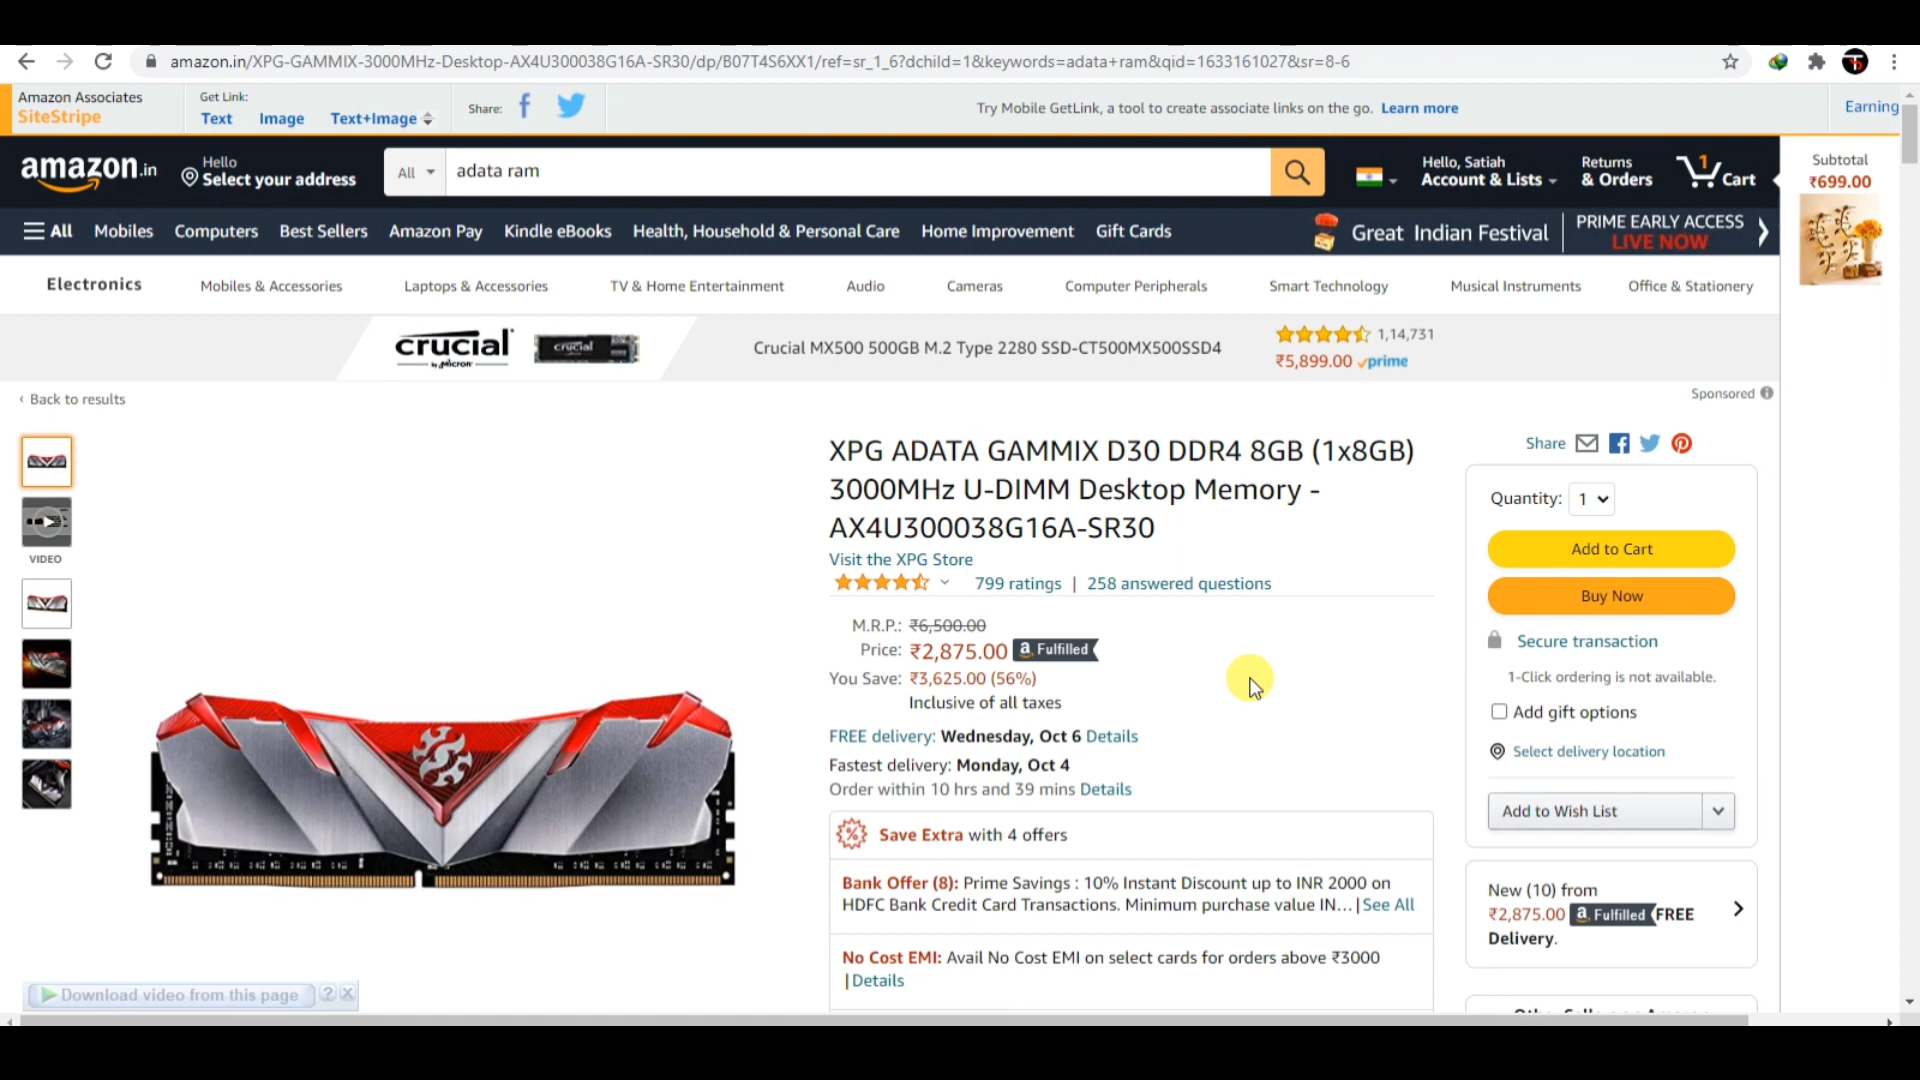 amazon.in/XPG-GAMMIX-3000MHz-Desktop-AX4U300038G16A-SR30/dp/B07T4S6XX1/ref=sr_1_6?dchild=1&keywords=adata+ram&qid=1633161027&sr=8-6
Amazon Associates
SiteStripe
Get Link:
Text Image Text+Image
Share:
Try Mobile GetLink, a tool to create associate links on the go. Learn more
Earning
amazon.in
Hello
Select your address
All
adata ram
Hello, Satiah
Account & Lists
Returns
& Orders
1
Cart
Subtotal
₹699.00
All Mobiles Computers Best Sellers Amazon Pay Kindle eBooks Health, Household & Personal Care Home Improvement Gift Cards
Great Indian Festival
PRIME EARLY ACCESS
LIVE NOW
Electronics Mobiles & Accessories Laptops & Accessories TV & Home Entertainment Audio Cameras Computer Peripherals Smart Technology Musical Instruments Office & Stationery
crucial
by Micron
crucial
Crucial MX500 500GB M.2 Type 2280 SSD-CT500MX500SSD4
1,14,731
₹5,899.00 prime
‹ Back to results
Sponsored
VIDEO
XPG ADATA GAMMIX D30 DDR4 8GB (1x8GB)
3000MHz U-DIMM Desktop Memory -
AX4U300038G16A-SR30
Visit the XPG Store
799 ratings | 258 answered questions
M.R.P.: ₹6,500.00
Price: ₹2,875.00 a Fulfilled
You Save: ₹3,625.00 (56%)
Inclusive of all taxes
FREE delivery: Wednesday, Oct 6 Details
Fastest delivery: Monday, Oct 4
Order within 10 hrs and 39 mins Details
Save Extra with 4 offers
Bank Offer (8): Prime Savings : 10% Instant Discount up to INR 2000 on
HDFC Bank Credit Card Transactions. Minimum purchase value IN... | See All
No Cost EMI: Avail No Cost EMI on select cards for orders above ₹3000
| Details
Share
Quantity: 1
Add to Cart
Buy Now
Secure transaction
1-Click ordering is not available.
Add gift options
Select delivery location
Add to Wish List
New (10) from
₹2,875.00 a Fulfilled FREE
Delivery.
Download video from this page ? X